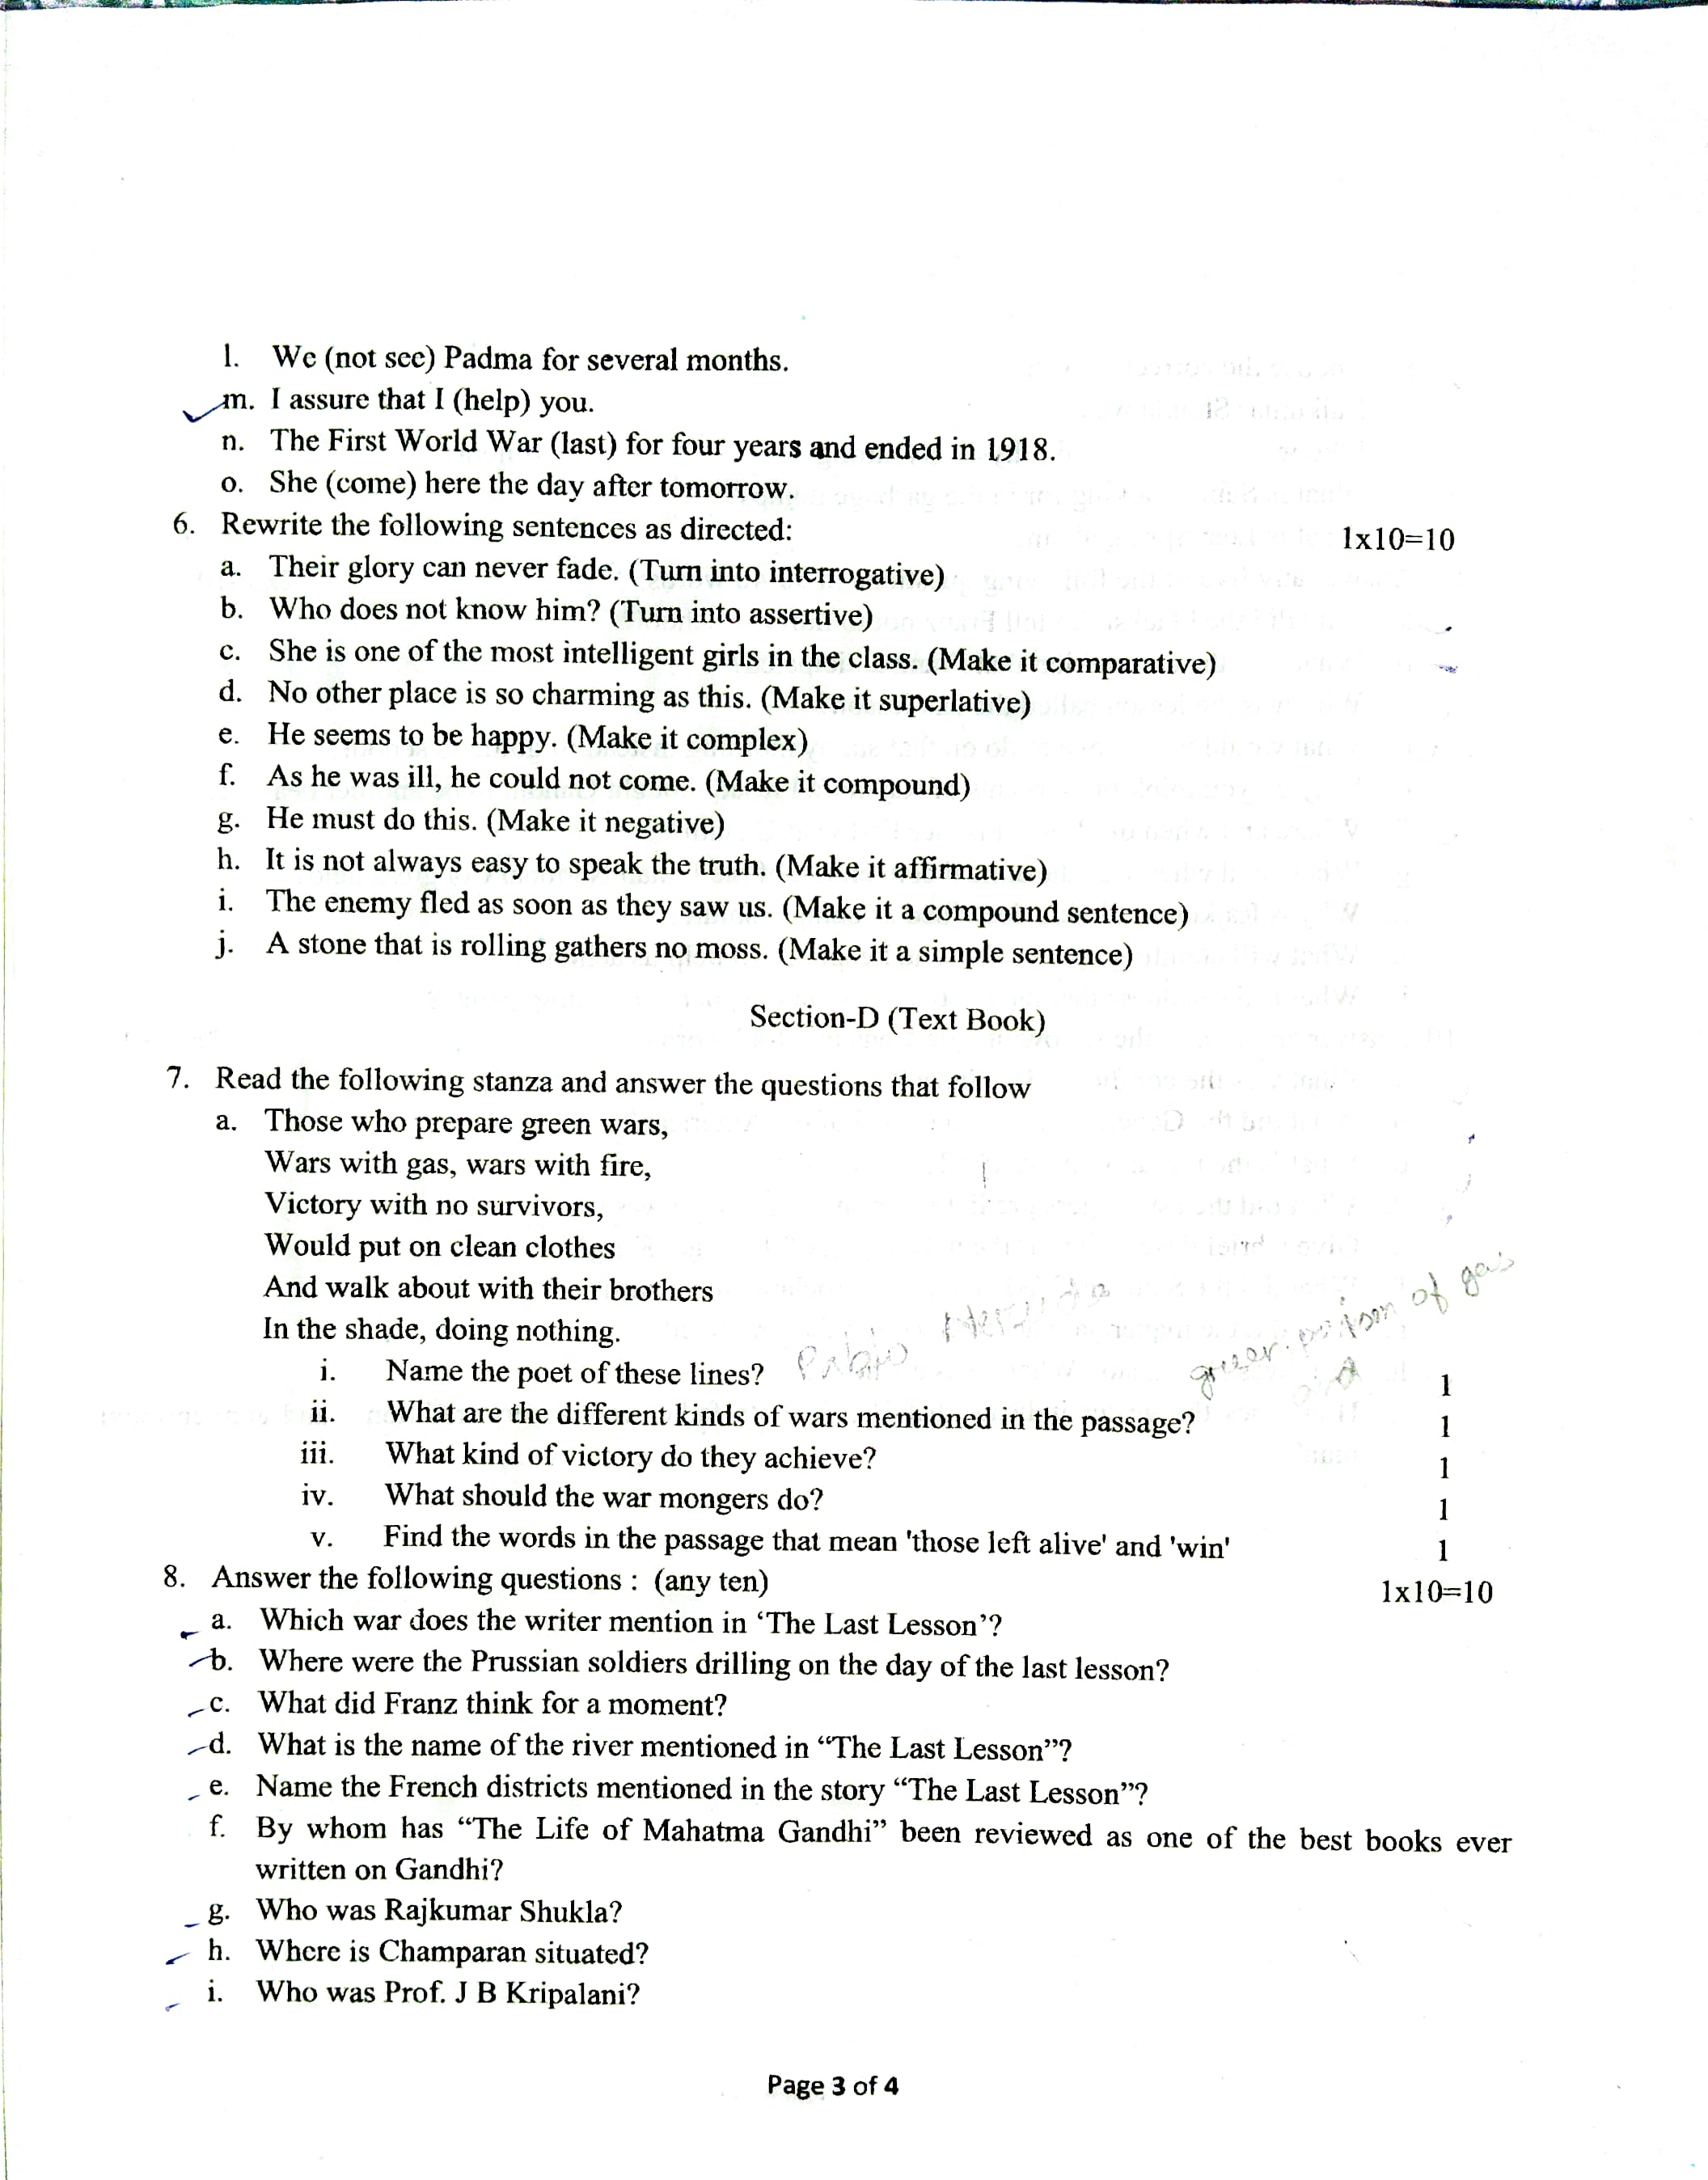 l. We (not see) Padma for several months.
m. I assure that I (help) you.
n. The First World War (last) for four years and ended in 1918.
o. She (come) here the day after tomorrow.
6. Rewrite the following sentences as directed: 1x10=10
a. Their glory can never fade. (Turn into interrogative)
b. Who does not know him? (Turn into assertive)
c. She is one of the most intelligent girls in the class. (Make it comparative)
d. No other place is so charming as this. (Make it superlative)
e. He seems to be happy. (Make it complex)
f. As he was ill, he could not come. (Make it compound)
g. He must do this. (Make it negative)
h. It is not always easy to speak the truth. (Make it affirmative)
i. The enemy fled as soon as they saw us. (Make it a compound sentence)
j. A stone that is rolling gathers no moss. (Make it a simple sentence)
Section-D (Text Book)
7. Read the following stanza and answer the questions that follow
a. Those who prepare green wars,
Wars with gas, wars with fire,
Victory with no survivors,
Would put on clean clothes
And walk about with their brothers
In the shade, doing nothing.
of gas
i. Name the poet of these lines? 1
ii. What are the different kinds of wars mentioned in the passage? 1
iii. What kind of victory do they achieve? 1
iv. What should the war mongers do? 1
v. Find the words in the passage that mean 'those left alive' and 'win' 1
8. Answer the following questions : (any ten) 1x10=10
a. Which war does the writer mention in ‘The Last Lesson’?
b. Where were the Prussian soldiers drilling on the day of the last lesson?
c. What did Franz think for a moment?
d. What is the name of the river mentioned in “The Last Lesson”?
e. Name the French districts mentioned in the story “The Last Lesson”?
f. By whom has “The Life of Mahatma Gandhi” been reviewed as one of the best books ever
written on Gandhi?
g. Who was Rajkumar Shukla?
h. Where is Champaran situated?
i. Who was Prof. J B Kripalani?
Page 3 of 4